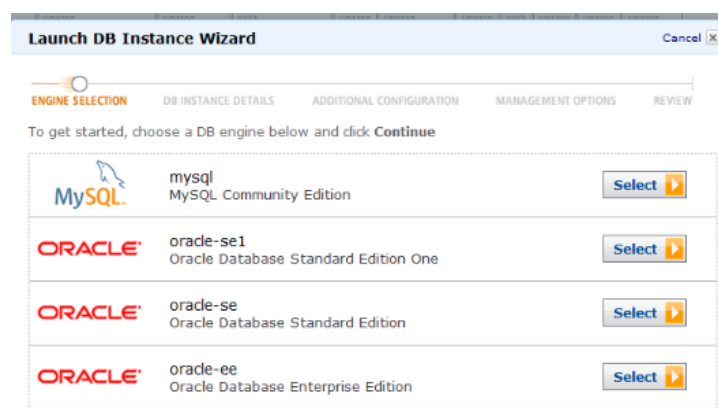 Launch DB Instance Wizard
Cancel
ENGINE SELECTION DB INSTANCE DETAILS ADDITIONAL CONFIGURATION MANAGEMENT OPTIONS REVIEW
To get started, choose a DB engine below and click Continue
MySQL
mysql
MySQL Community Edition
Select
ORACLE
oracle-se1
Oracle Database Standard Edition One
Select
ORACLE
oracle-se
Oracle Database Standard Edition
Select
ORACLE
oracle-ee
Oracle Database Enterprise Edition
Select